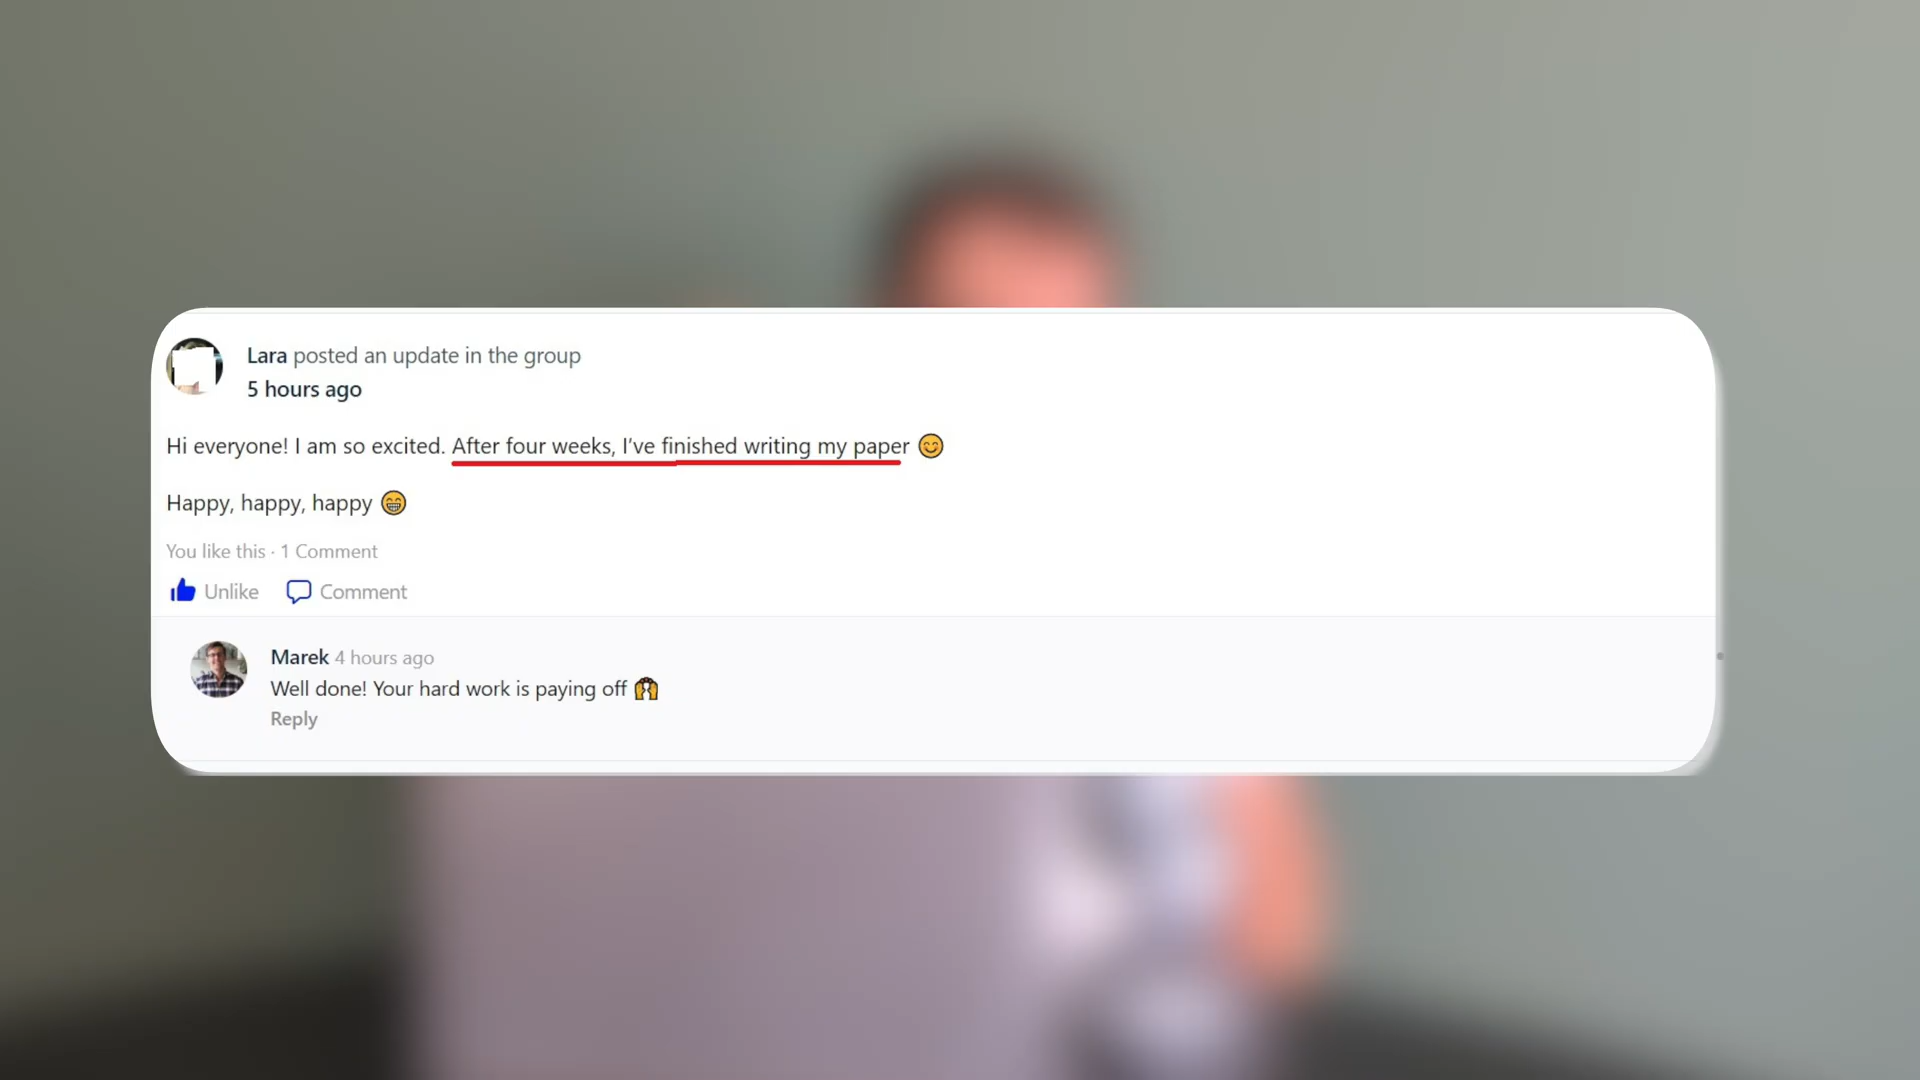 Lara posted an update in the group
5 hours ago
Hi everyone! I am so excited. After four weeks, I've finished writing my paper 😊
Happy, happy, happy 😁
You like this · 1 Comment
Unlike Comment
Marek 4 hours ago
Well done! Your hard work is paying off 🙌
Reply